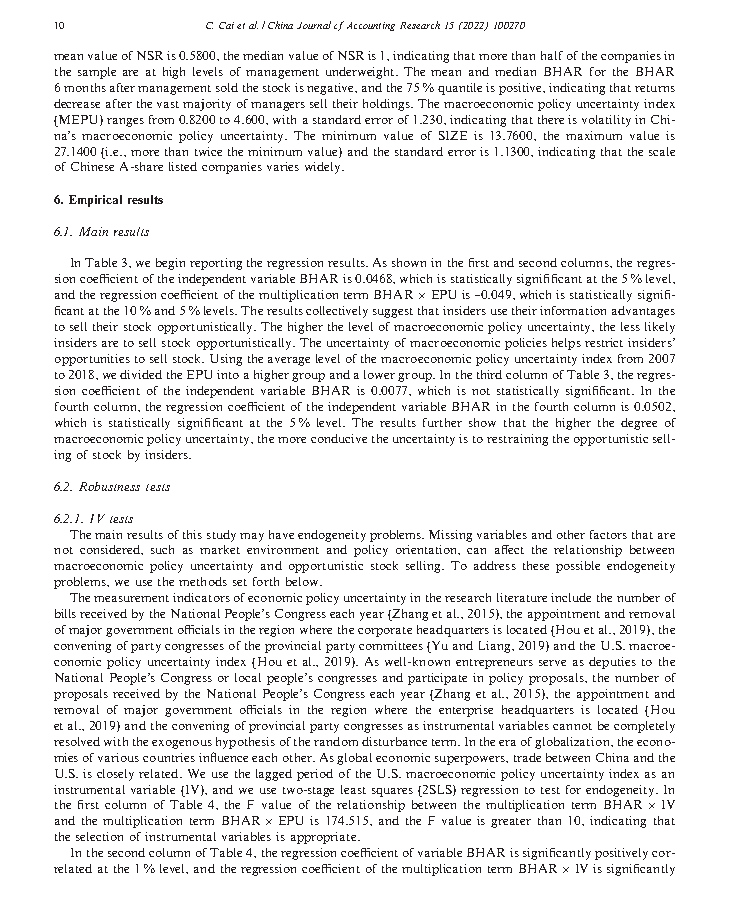 10
C. Cai et al. / China Journal of Accounting Research 15 (2022) 100270
mean value of NSR is 0.5800, the median value of NSR is 1, indicating that more than half of the companies in
the sample are at high levels of management underweight. The mean and median BHAR for the BHAR
6 months after management sold the stock is negative, and the 75 % quantile is positive, indicating that returns
decrease after the vast majority of managers sell their holdings. The macroeconomic policy uncertainty index
(MEPU) ranges from 0.8200 to 4.600, with a standard error of 1.230, indicating that there is volatility in Chi-
na's macroeconomic policy uncertainty. The minimum value of SIZE is 13.7600, the maximum value is
27.1400 (i.e., more than twice the minimum value) and the standard error is 1.1300, indicating that the scale
of Chinese A-share listed companies varies widely.
6. Empirical results
6.1. Main results
In Table 3, we begin reporting the regression results. As shown in the first and second columns, the regres-
sion coefficient of the independent variable BHAR is 0.0468, which is statistically signifificant at the 5 % level,
and the regression coefficient of the multiplication term BHAR × EPU is −0.049, which is statistically signifi-
ficant at the 10 % and 5 % levels. The results collectively suggest that insiders use their information advantages
to sell their stock opportunistically. The higher the level of macroeconomic policy uncertainty, the less likely
insiders are to sell stock opportunistically. The uncertainty of macroeconomic policies helps restrict insiders'
opportunities to sell stock. Using the average level of the macroeconomic policy uncertainty index from 2007
to 2018, we divided the EPU into a higher group and a lower group. In the third column of Table 3, the regres-
sion coefficient of the independent variable BHAR is 0.0077, which is not statistically signifificant. In the
fourth column, the regression coefficient of the independent variable BHAR in the fourth column is 0.0502,
which is statistically signifificant at the 5 % level. The results further show that the higher the degree of
macroeconomic policy uncertainty, the more conducive the uncertainty is to restraining the opportunistic sell-
ing of stock by insiders.
6.2. Robustness tests
6.2.1. IV tests
The main results of this study may have endogeneity problems. Missing variables and other factors that are
not considered, such as market environment and policy orientation, can affect the relationship between
macroeconomic policy uncertainty and opportunistic stock selling. To address these possible endogeneity
problems, we use the methods set forth below.
The measurement indicators of economic policy uncertainty in the research literature include the number of
bills received by the National People's Congress each year (Zhang et al., 2015), the appointment and removal
of major government officials in the region where the corporate headquarters is located (Hou et al., 2019), the
convening of party congresses of the provincial party committees (Yu and Liang, 2019) and the U.S. macroe-
conomic policy uncertainty index (Hou et al., 2019). As well-known entrepreneurs serve as deputies to the
National People's Congress or local people's congresses and participate in policy proposals, the number of
proposals received by the National People's Congress each year (Zhang et al., 2015), the appointment and
removal of major government officials in the region where the enterprise headquarters is located (Hou
et al., 2019) and the convening of provincial party congresses as instrumental variables cannot be completely
resolved with the exogenous hypothesis of the random disturbance term. In the era of globalization, the econo-
mies of various countries influence each other. As global economic superpowers, trade between China and the
U.S. is closely related. We use the lagged period of the U.S. macroeconomic policy uncertainty index as an
instrumental variable (IV), and we use two-stage least squares (2SLS) regression to test for endogeneity. In
the first column of Table 4, the F value of the relationship between the multiplication term BHAR × IV
and the multiplication term BHAR × EPU is 174.515, and the F value is greater than 10, indicating that
the selection of instrumental variables is appropriate.
In the second column of Table 4, the regression coefficient of variable BHAR is significantly positively cor-
related at the 1 % level, and the regression coefficient of the multiplication term BHAR × IV is significantly